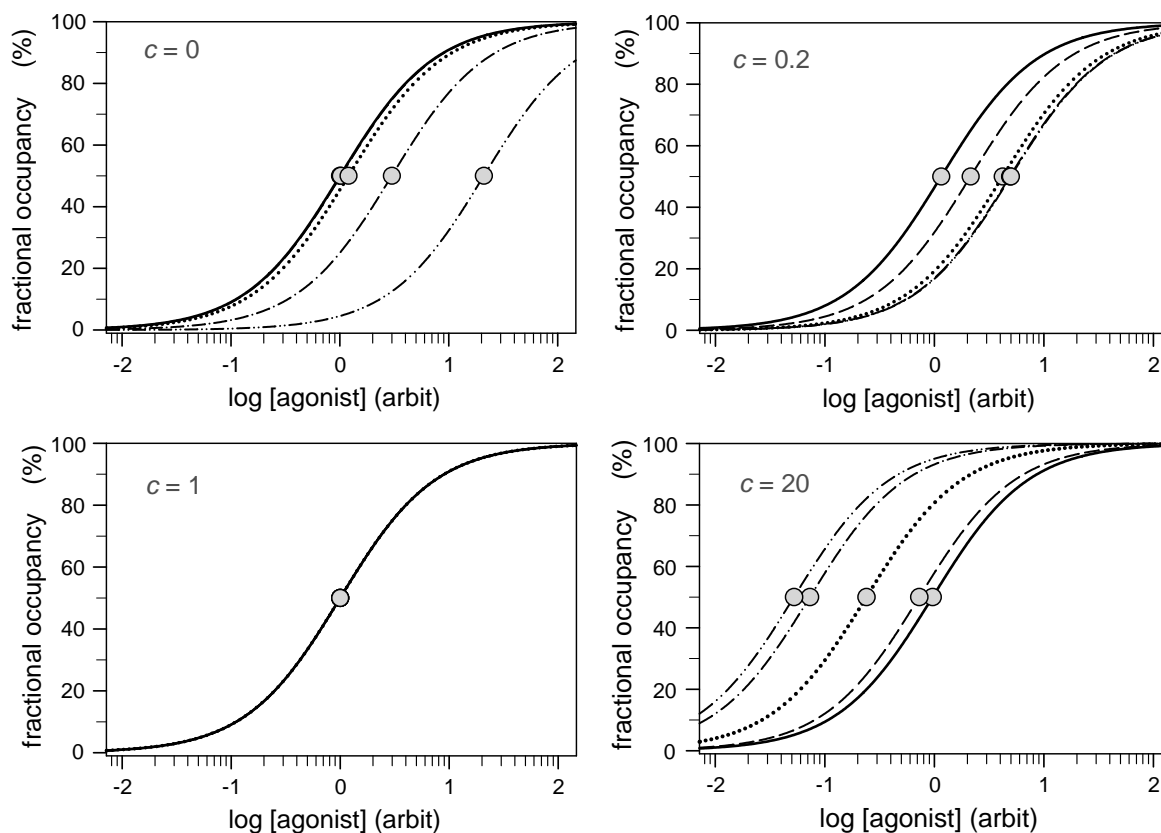 c = 0
fractional occupancy (%)
100
80
60
40
20
0
-2 -1 0 1 2
log [agonist] (arbit)
c = 0.2
fractional occupancy (%)
100
80
60
40
20
0
-2 -1 0 1 2
log [agonist] (arbit)
c = 1
fractional occupancy (%)
100
80
60
40
20
0
-2 -1 0 1 2
log [agonist] (arbit)
c = 20
fractional occupancy (%)
100
80
60
40
20
0
-2 -1 0 1 2
log [agonist] (arbit)